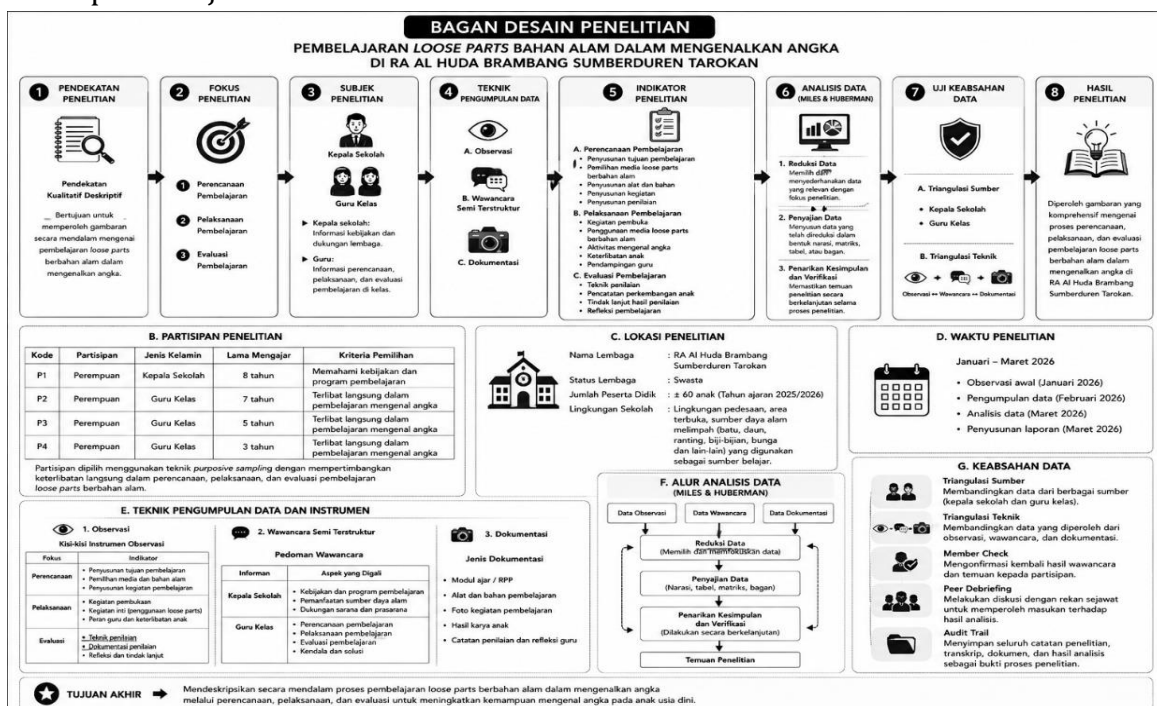 BAGAN DESAIN PENELITIAN
PEMBELAJARAN LOOSE PARTS BAHAN ALAM DALAM MENGENALKAN ANGKA
DI RA AL HUDA BRAMBANG SUMBERDUREN TAROKAN
1 PENDEKATAN
PENELITIAN
Pendekatan
Kualitatif Deskriptif
Bertujuan untuk
memperoleh gambaran
secara mendalam mengenai
pembelajaran loose parts
berbahan alam dalam
mengenalkan angka.
2 FOKUS
PENELITIAN
1 Perencanaan
Pembelajaran
2 Pelaksanaan
Pembelajaran
3 Evaluasi
Pembelajaran
3 SUBJEK
PENELITIAN
Kepala Sekolah
Guru Kelas
► Kepala sekolah:
Informasi kebijakan dan
dukungan lembaga.
► Guru:
Informasi perencanaan,
pelaksanaan, dan evaluasi
pembelajaran di kelas.
4 TEKNIK
PENGUMPULAN DATA
A. Observasi
B. Wawancara
Semi Terstruktur
C. Dokumentasi
5 INDIKATOR
PENELITIAN
A. Perencanaan Pembelajaran
• Penyusunan tujuan pembelajaran
• Pemilihan media loose parts
berbahan alam
• Penyusunan alat dan bahan
• Penyusunan kegiatan
• Penyusunan penilaian
B. Pelaksanaan Pembelajaran
• Kegiatan pembuka
• Penggunaan media loose parts
berbahan alam
• Aktivitas mengenal angka
• Keterlibatan anak
• Pendampingan guru
C. Evaluasi Pembelajaran
• Teknik penilaian
• Pencatatan perkembangan anak
• Tindak lanjut hasil penilaian
• Refleksi pembelajaran
6 ANALISIS DATA
(MILES & HUBERMAN)
1. Reduksi Data
Memilih dan
menyederhanakan data
yang relevan dengan
fokus penelitian.
2. Penyajian Data
Menyusun data yang
telah direduksi dalam
bentuk narasi, matriks,
tabel, atau bagan.
3. Penarikan Kesimpulan
dan Verifikasi
Memastikan temuan
penelitian secara
berkelanjutan selama
proses penelitian.
7 UJI KEABSAHAN
DATA
A. Triangulasi Sumber
• Kepala Sekolah
• Guru Kelas
B. Triangulasi Teknik
Observasi ↔ Wawancara ↔ Dokumentasi
8 HASIL
PENELITIAN
Diperoleh gambaran yang
komprehensif mengenai
proses perencanaan,
pelaksanaan, dan evaluasi
pembelajaran loose parts
berbahan alam dalam
mengenalkan angka di
RA Al Huda Brambang
Sumberduren Tarokan.
B. PARTISIPAN PENELITIAN
Kode Partisipan Jenis Kelamin Lama Mengajar Kriteria Pemilihan
P1 Perempuan Kepala Sekolah 8 tahun Memahami kebijakan dan
program pembelajaran
P2 Perempuan Guru Kelas 7 tahun Terlibat langsung dalam
pembelajaran mengenal angka
P3 Perempuan Guru Kelas 5 tahun Terlibat langsung dalam
pembelajaran mengenal angka
P4 Perempuan Guru Kelas 3 tahun Terlibat langsung dalam
pembelajaran mengenal angka
Partisipan dipilih menggunakan teknik purposive sampling dengan mempertimbangkan
keterlibatan langsung dalam perencanaan, pelaksanaan, dan evaluasi pembelajaran
loose parts berbahan alam.
C. LOKASI PENELITIAN
Nama Lembaga : RA Al Huda Brambang
Sumberduren Tarokan
Status Lembaga : Swasta
Jumlah Peserta Didik : ± 60 anak (Tahun ajaran 2025/2026)
Lingkungan Sekolah : Lingkungan pedesaan, area
terbuka, sumber daya alam
melimpah (batu, daun,
ranting, biji-bijian, bunga
dan lain-lain) yang digunakan
sebagai sumber belajar.
D. WAKTU PENELITIAN
Januari – Maret 2026
• Observasi awal (Januari 2026)
• Pengumpulan data (Februari 2026)
• Analisis data (Maret 2026)
• Penyusunan laporan (Maret 2026)
E. TEKNIK PENGUMPULAN DATA DAN INSTRUMEN
1. Observasi
Kisi-kisi Instrumen Observasi
Fokus Indikator
Perencanaan
• Penyusunan tujuan pembelajaran
• Pemilihan media dan bahan alam
• Penyusunan kegiatan pembelajaran
Pelaksanaan
• Kegiatan pembukaan
• Kegiatan inti (penggunaan loose parts)
• Peran guru dan keterlibatan anak
Evaluasi
• Teknik penilaian
• Dokumentasi penilaian
• Refleksi dan tindak lanjut
2. Wawancara Semi Terstruktur
Pedoman Wawancara
Informan Aspek yang Digali
Kepala Sekolah
• Kebijakan dan program pembelajaran
• Pemanfaatan sumber daya alam
• Dukungan sarana dan prasarana
Guru Kelas
• Perencanaan pembelajaran
• Pelaksanaan pembelajaran
• Evaluasi pembelajaran
• Kendala dan solusi
3. Dokumentasi
Jenis Dokumentasi
• Modul ajar / RPP
• Alat dan bahan pembelajaran
• Foto kegiatan pembelajaran
• Hasil karya anak
• Catatan penilaian dan refleksi guru
F. ALUR ANALISIS DATA
(MILES & HUBERMAN)
Data Observasi Data Wawancara Data Dokumentasi
Reduksi Data
(Memilih dan memfokuskan data)
Penyajian Data
(Narasi, tabel, matriks, bagan)
Penarikan Kesimpulan
dan Verifikasi
(Dilakukan secara berkelanjutan)
Temuan Penelitian
G. KEABSAHAN DATA
Triangulasi Sumber
Membandingkan data dari berbagai sumber
(kepala sekolah dan guru kelas).
Triangulasi Teknik
Membandingkan data yang diperoleh dari
observasi, wawancara, dan dokumentasi.
Member Check
Mengonfirmasi kembali hasil wawancara
dan temuan kepada partisipan.
Peer Debriefing
Melakukan diskusi dengan rekan sejawat
untuk memperoleh masukan terhadap
hasil analisis.
Audit Trail
Menyimpan seluruh catatan penelitian,
transkrip, dokumen, dan hasil analisis
sebagai bukti proses penelitian.
TUJUAN AKHIR → Mendeskripsikan secara mendalam proses pembelajaran loose parts berbahan alam dalam mengenalkan angka
melalui perencanaan, pelaksanaan, dan evaluasi untuk meningkatkan kemampuan mengenal angka pada anak usia dini.